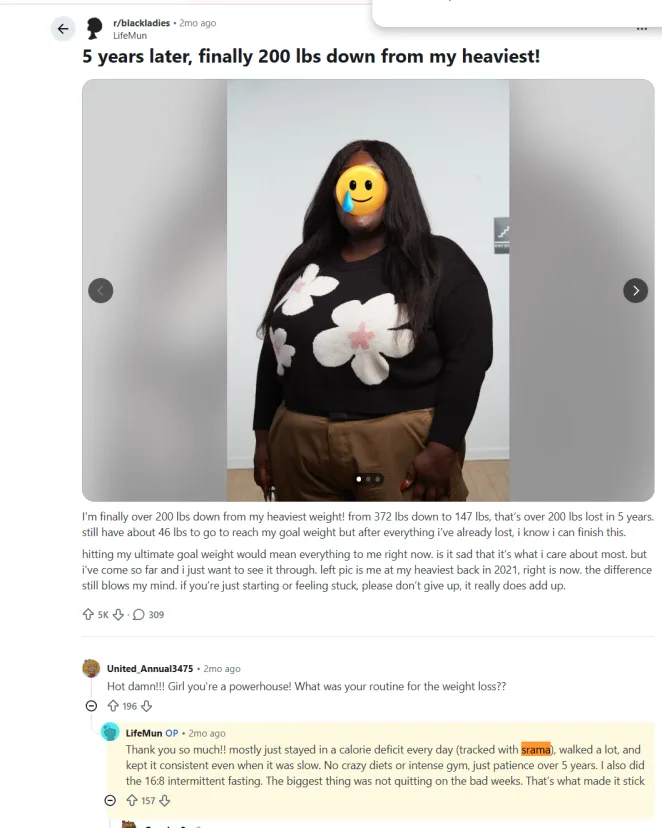 r/blackladies • 2mo ago
LifeMun
5 years later, finally 200 lbs down from my heaviest!
I'm finally over 200 lbs down from my heaviest weight! from 372 lbs down to 147 lbs, that's over 200 lbs lost in 5 years.
still have about 46 lbs to go to reach my goal weight but after everything i've already lost, i know i can finish this.
hitting my ultimate goal weight would mean everything to me right now. is it sad that it's what i care about most. but
i've come so far and i just want to see it through. left pic is me at my heaviest back in 2021, right is now. the difference
still blows my mind. if you're just starting or feeling stuck, please don't give up, it really does add up.
5K • 309
United_Annual3475 • 2mo ago
Hot damn!!! Girl you're a powerhouse! What was your routine for the weight loss??
196
LifeMun OP • 2mo ago
Thank you so much!! mostly just stayed in a calorie deficit every day (tracked with srama), walked a lot, and
kept it consistent even when it was slow. No crazy diets or intense gym, just patience over 5 years. I also did
the 16:8 intermittent fasting. The biggest thing was not quitting on the bad weeks. That's what made it stick
157